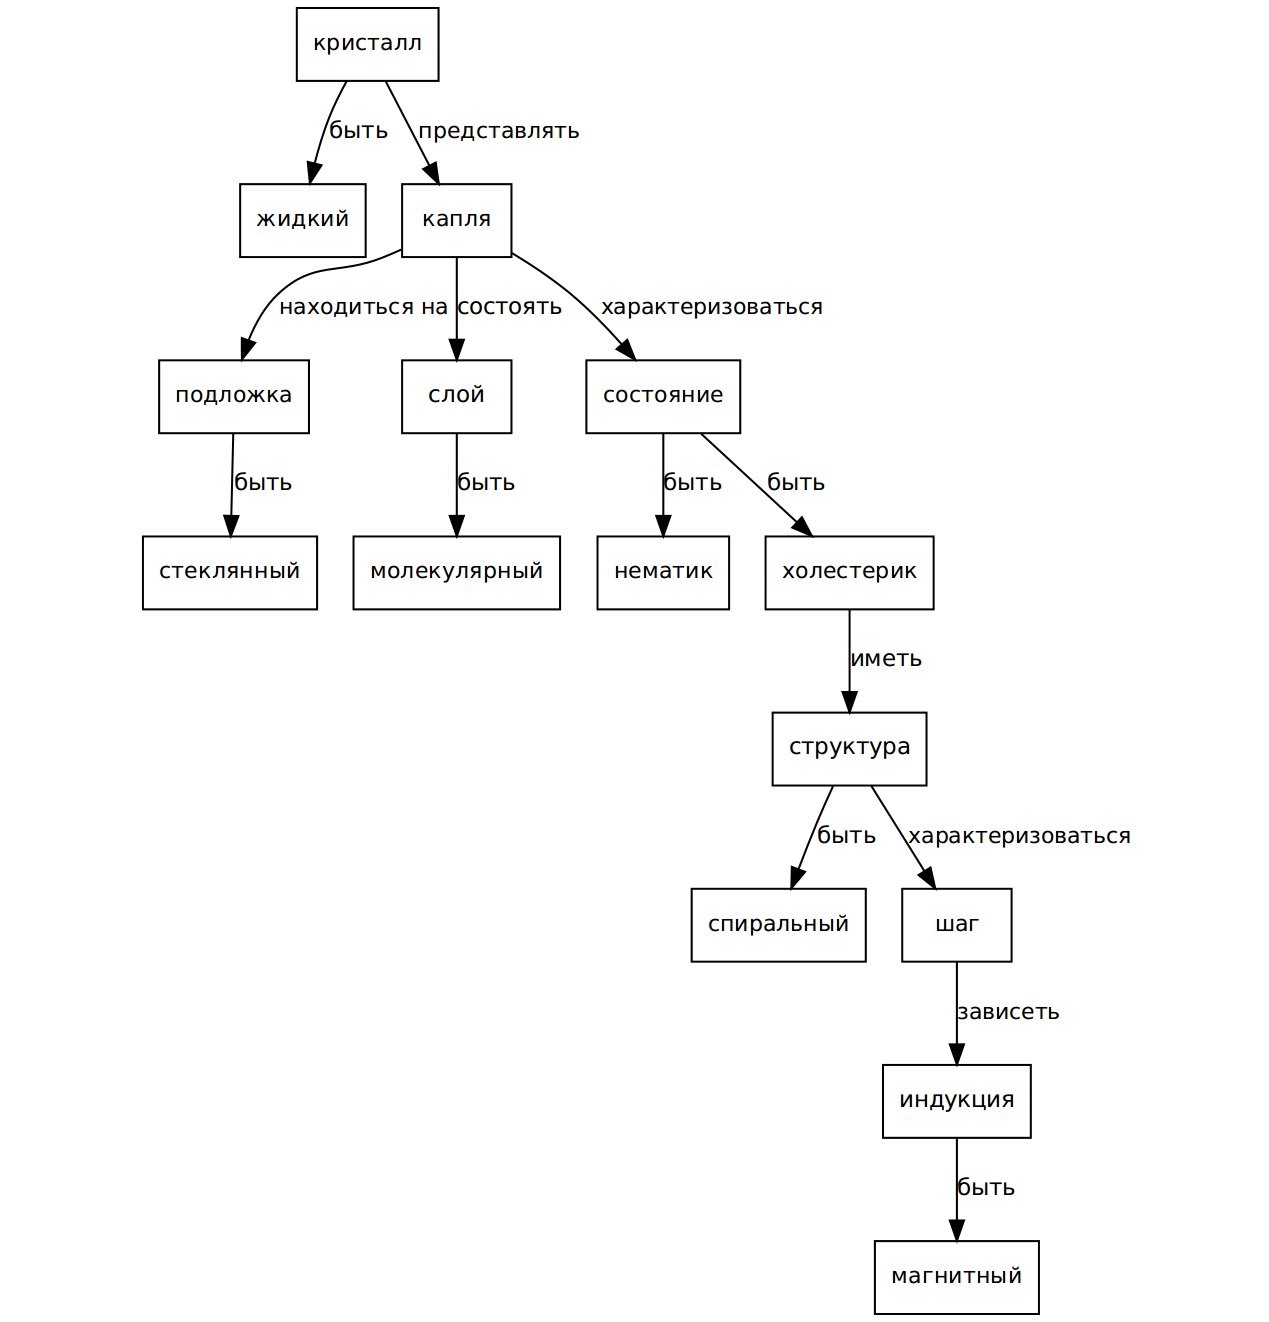 кристалл
быть
представлять
жидкий
капля
находиться на
состоять
характеризоваться
подложка
слой
состояние
быть
быть
быть
быть
стеклянный
молекулярный
нематик
холестерик
иметь
структура
быть
характеризоваться
спиральный
шаг
зависеть
индукция
быть
магнитный